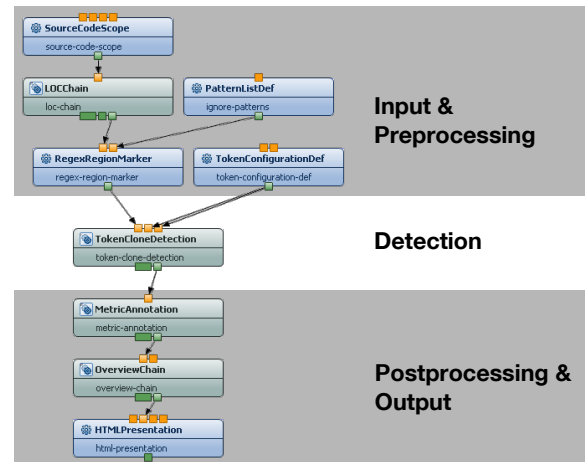 SourceCodeScope
source-code-scope
LOCChain
loc-chain
PatternListDef
ignore-patterns
Input &
Preprocessing
RegexRegionMarker
regex-region-marker
TokenConfigurationDef
token-configuration-def
TokenCloneDetection
token-clone-detection
Detection
MetricAnnotation
metric-annotation
OverviewChain
overview-chain
Postprocessing &
Output
HTMLPresentation
html-presentation